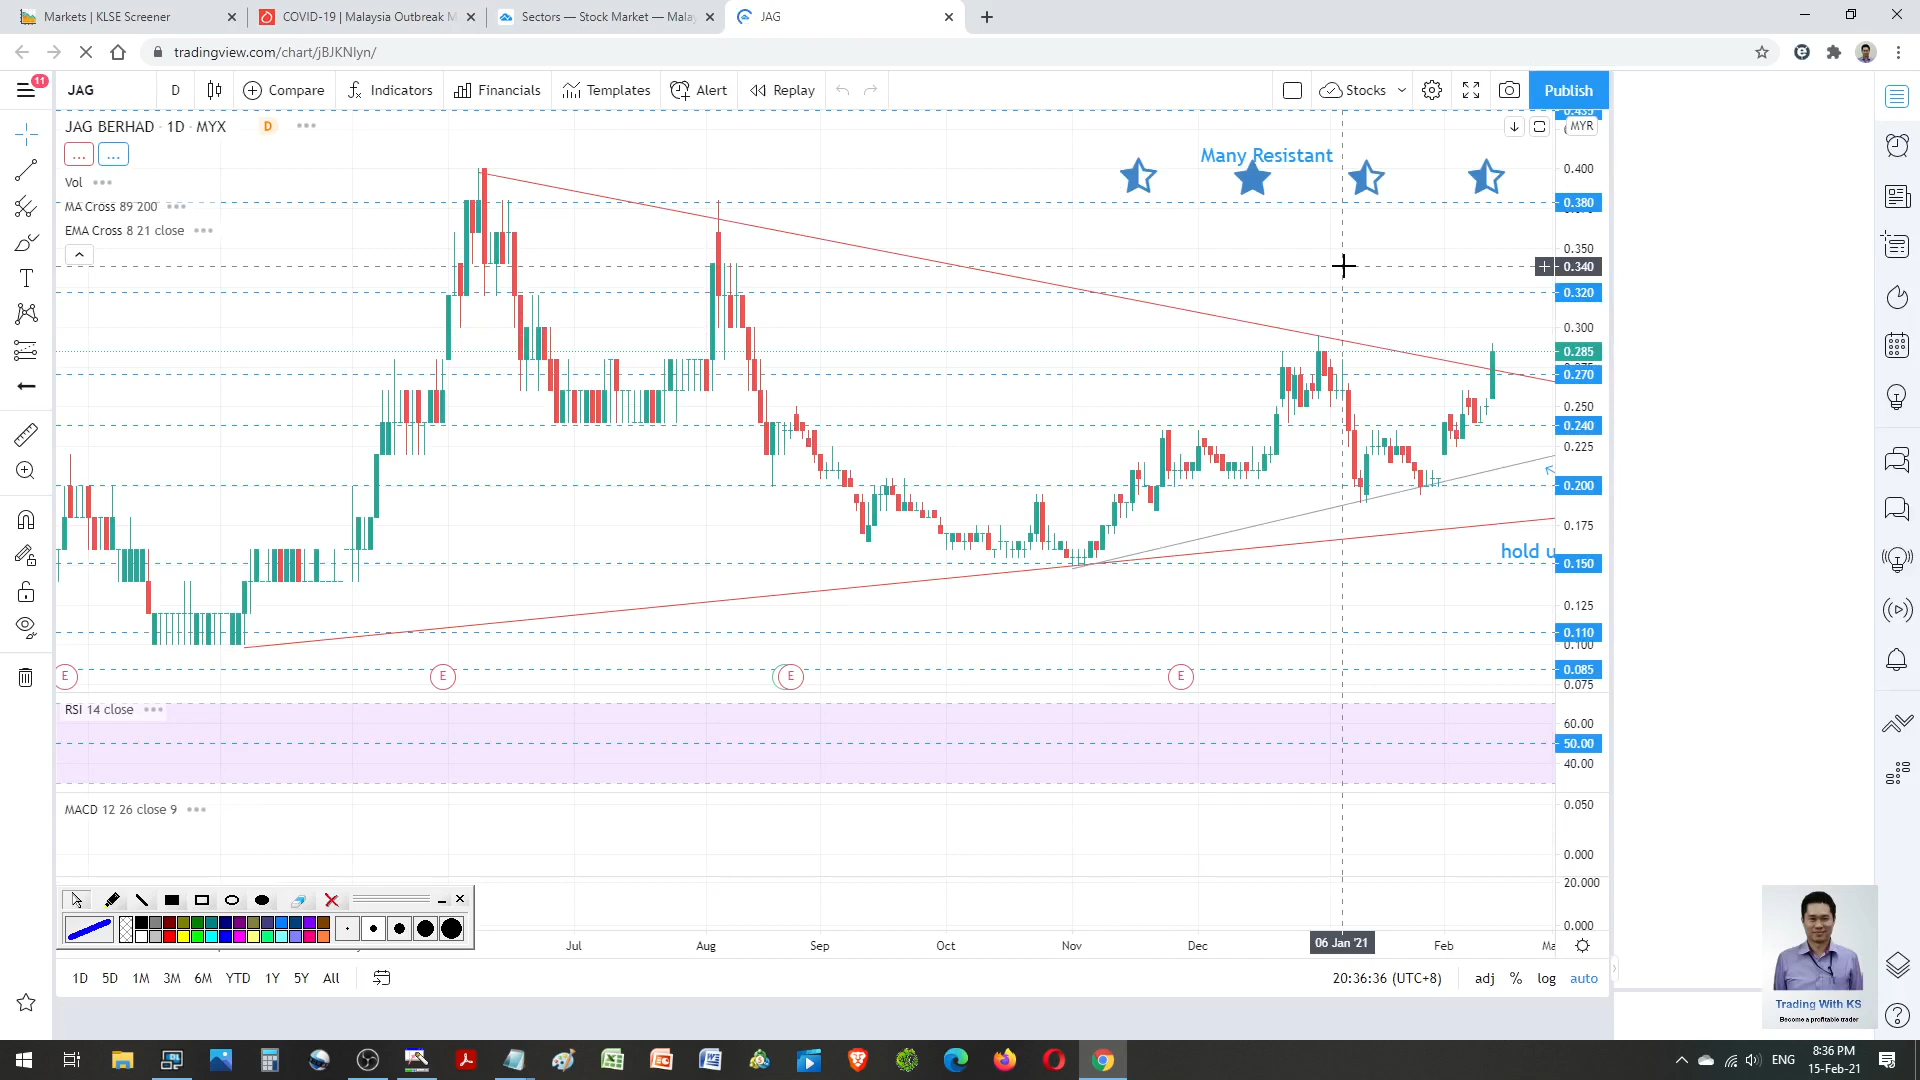 Markets | KLSE Screener
COVID-19 | Malaysia Outbreak M
Sectors — Stock Market — Malay
JAG
tradingview.com/chart/jBJKNlyn/
11
JAG
D
Compare
Indicators
Financials
Templates
Alert
Replay
Stocks
Publish
JAG BERHAD · 1D · MYX
D
MYR
Vol
MA Cross 89 200
EMA Cross 8 21 close
Many Resistant
0.400
0.380
0.350
0.340
0.320
0.300
0.285
0.270
0.250
0.240
0.225
0.200
0.175
hold u
0.150
0.125
0.110
0.100
0.085
0.075
E
E
E
E
RSI 14 close
60.00
50.00
40.00
MACD 12 26 close 9
0.050
0.000
20.000
0.000
Jul
Aug
Sep
Oct
Nov
Dec
06 Jan '21
Feb
Ma
1D
5D
1M
3M
6M
YTD
1Y
5Y
All
20:36:36 (UTC+8)
adj
%
log
auto
Trading With KS
Become a profitable trader
ENG
8:36 PM
15-Feb-21